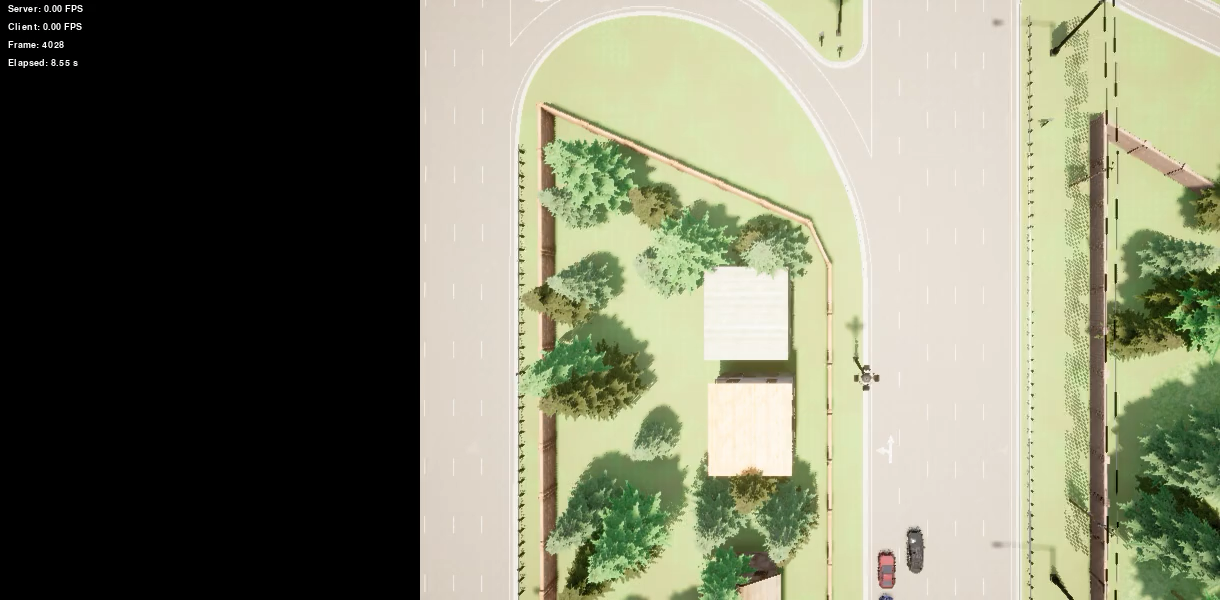 Server: 0.00 FPS
Client: 0.00 FPS
Frame: 4028
Elapsed: 8.55 s